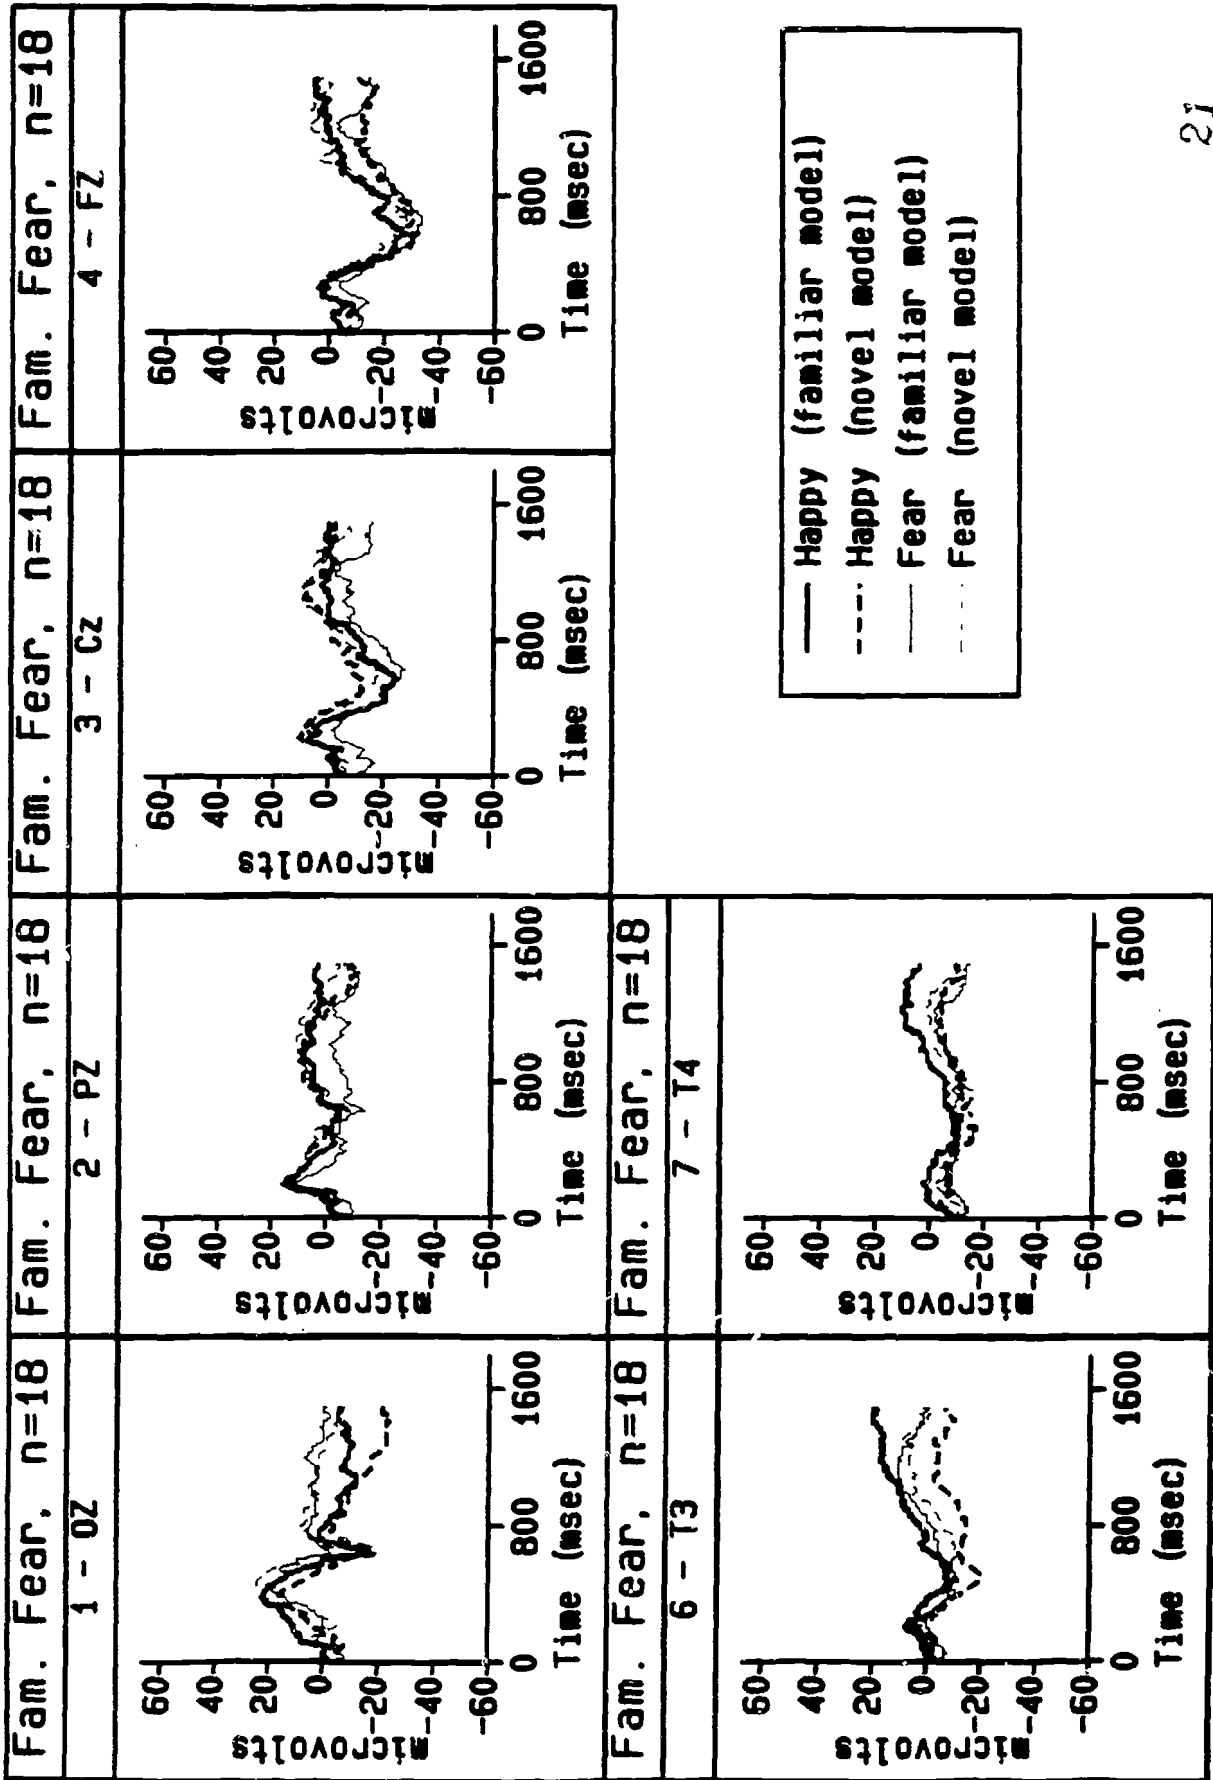 Fam. Fear, n=18
1 - OZ
microvolts
60
40
20
0
-20
-40
-60
0
800
1600
Time (msec)
Fam. Fear, n=18
2 - PZ
microvolts
60
40
20
0
-20
-40
-60
0
800
1600
Time (msec)
Fam. Fear, n=18
3 - CZ
microvolts
60
40
20
0
-20
-40
-60
0
800
1600
Time (msec)
Fam. Fear, n=18
4 - FZ
microvolts
60
40
20
0
-20
-40
-60
0
800
1600
Time (msec)
Fam. Fear, n=18
6 - T3
microvolts
60
40
20
0
-20
-40
-60
0
800
1600
Time (msec)
Fam. Fear, n=18
7 - T4
microvolts
60
40
20
0
-20
-40
-60
0
800
1600
Time (msec)
Happy (familiar model)
Happy (novel model)
Fear (familiar model)
Fear (novel model)
21